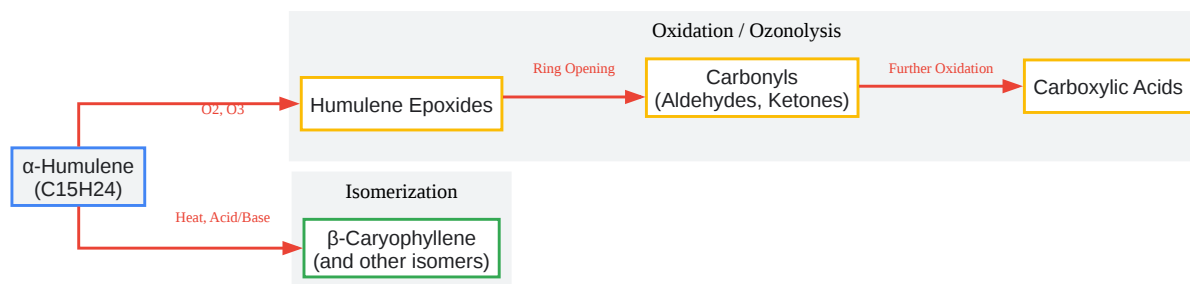 Oxidation / Ozonolysis
Ring Opening
Further Oxidation
Humulene Epoxides
Carbonyls
(Aldehydes, Ketones)
Carboxylic Acids
O2, O3
α-Humulene
(C15H24)
Isomerization
Heat, Acid/Base
β-Caryophyllene
(and other isomers)